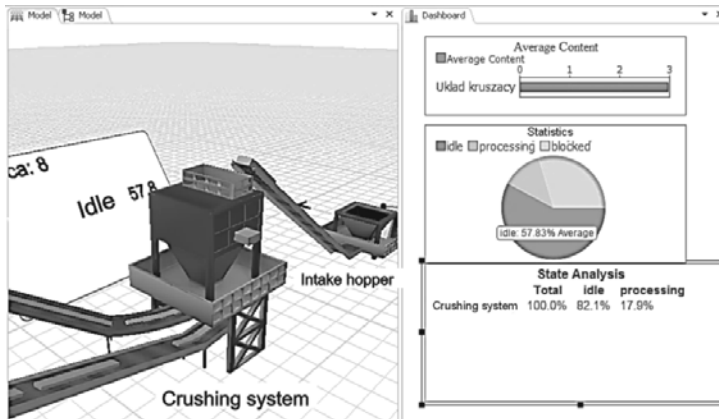 Model Model
ca: 8
Idle 57.8
Intake hopper
Crushing system
Dashboard
Average Content
Average Content
0 1 2 3
Układ kruszacy
Statistics
idle processing blocked
idle: 57.83% Average
State Analysis
Total idle processing
Crushing system 100.0% 82.1% 17.9%